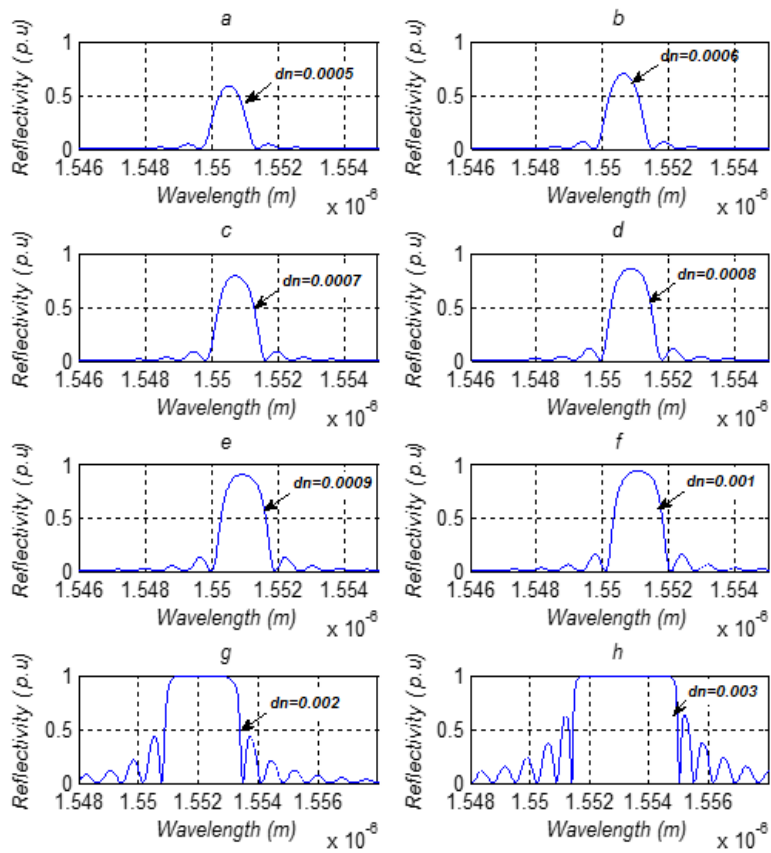 a
b
Reflectivity ( p.u)
1
0.5
0
dn=0.0005
1.546 1.548 1.55 1.552 1.554
Wavelength (m)
x 10⁻⁶
Reflectivity ( p.u)
1
0.5
0
dn=0.0006
1.546 1.548 1.55 1.552 1.554
Wavelength (m)
x 10⁻⁶
c
d
Reflectivity ( p.u)
1
0.5
0
dn=0.0007
1.546 1.548 1.55 1.552 1.554
Wavelength (m)
x 10⁻⁶
Reflectivity ( p.u)
1
0.5
0
dn=0.0008
1.546 1.548 1.55 1.552 1.554
Wavelength (m)
x 10⁻⁶
e
f
Reflectivity ( p.u)
1
0.5
0
dn=0.0009
1.546 1.548 1.55 1.552 1.554
Wavelength (m)
x 10⁻⁶
Reflectivity ( p.u)
1
0.5
0
dn=0.001
1.546 1.548 1.55 1.552 1.554
Wavelength (m)
x 10⁻⁶
g
h
Reflectivity ( p.u)
1
0.5
0
dn=0.002
1.548 1.55 1.552 1.554 1.556
Wavelength (m)
x 10⁻⁶
Reflectivity ( p.u)
1
0.5
0
dn=0.003
1.548 1.55 1.552 1.554 1.556
Wavelength (m)
x 10⁻⁶